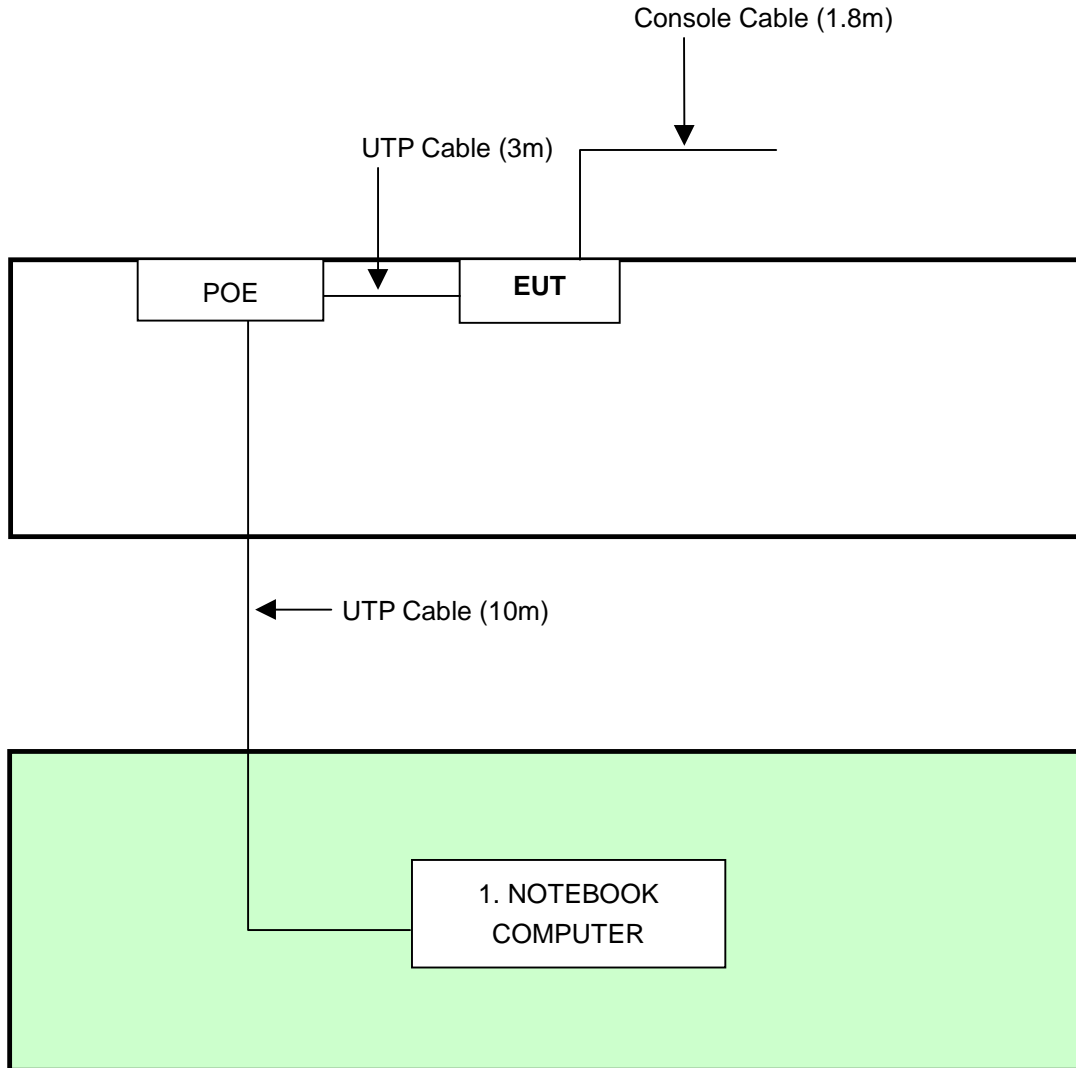 Console Cable (1.8m)
UTP Cable (3m)
POE
EUT
UTP Cable (10m)
1. NOTEBOOK
COMPUTER